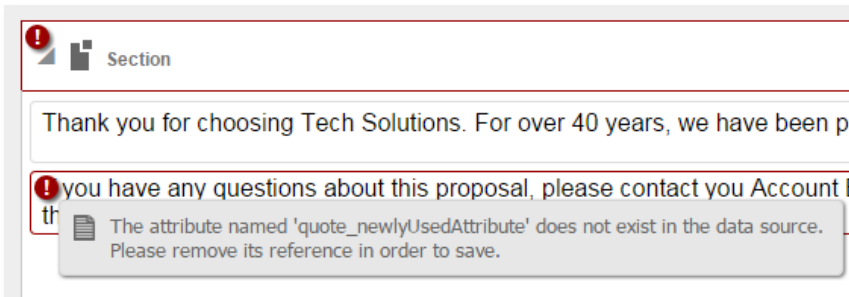 Section
Thank you for choosing Tech Solutions. For over 40 years, we have been p
you have any questions about this proposal, please contact you Account
th
The attribute named 'quote_newlyUsedAttribute' does not exist in the data source.
Please remove its reference in order to save.